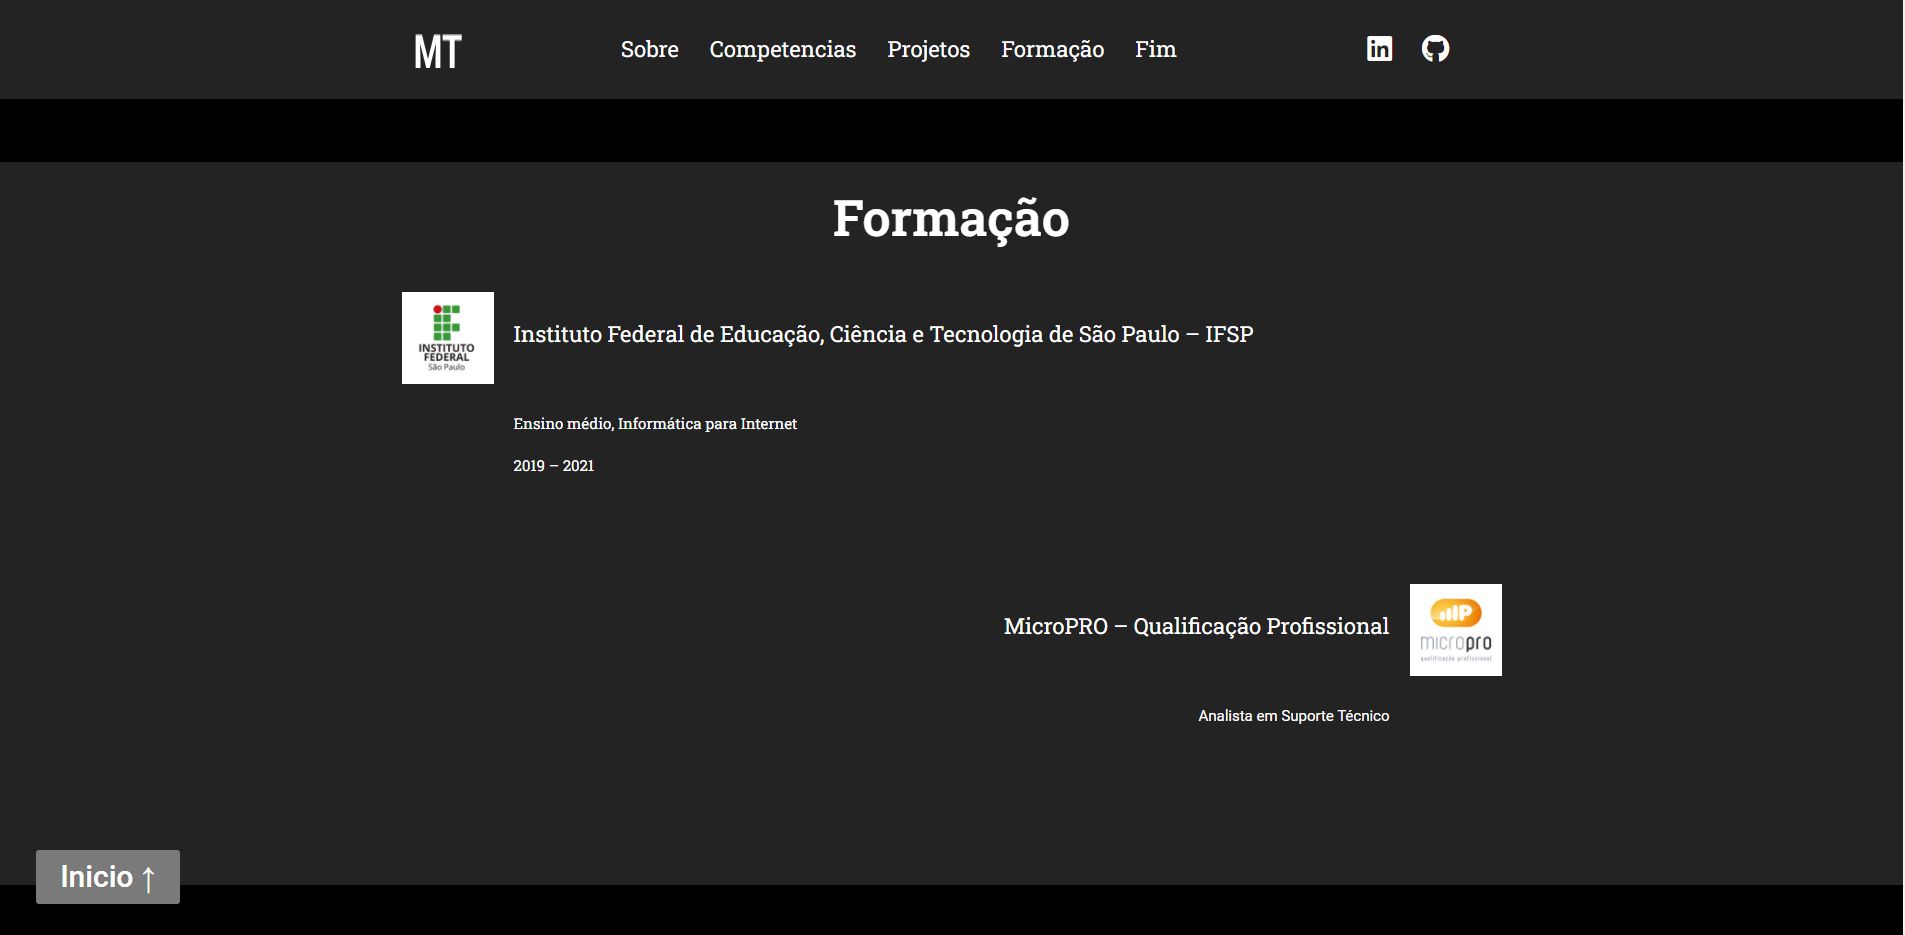 MT
Sobre Competencias Projetos Formação Fim
in
Formação
INSTITUTO
FEDERAL
São Paulo
Instituto Federal de Educação, Ciência e Tecnologia de São Paulo – IFSP
Ensino médio, Informática para Internet
2019 – 2021
MicroPRO – Qualificação Profissional
P
micropro
qualificação profissional
Analista em Suporte Técnico
Inicio ↑